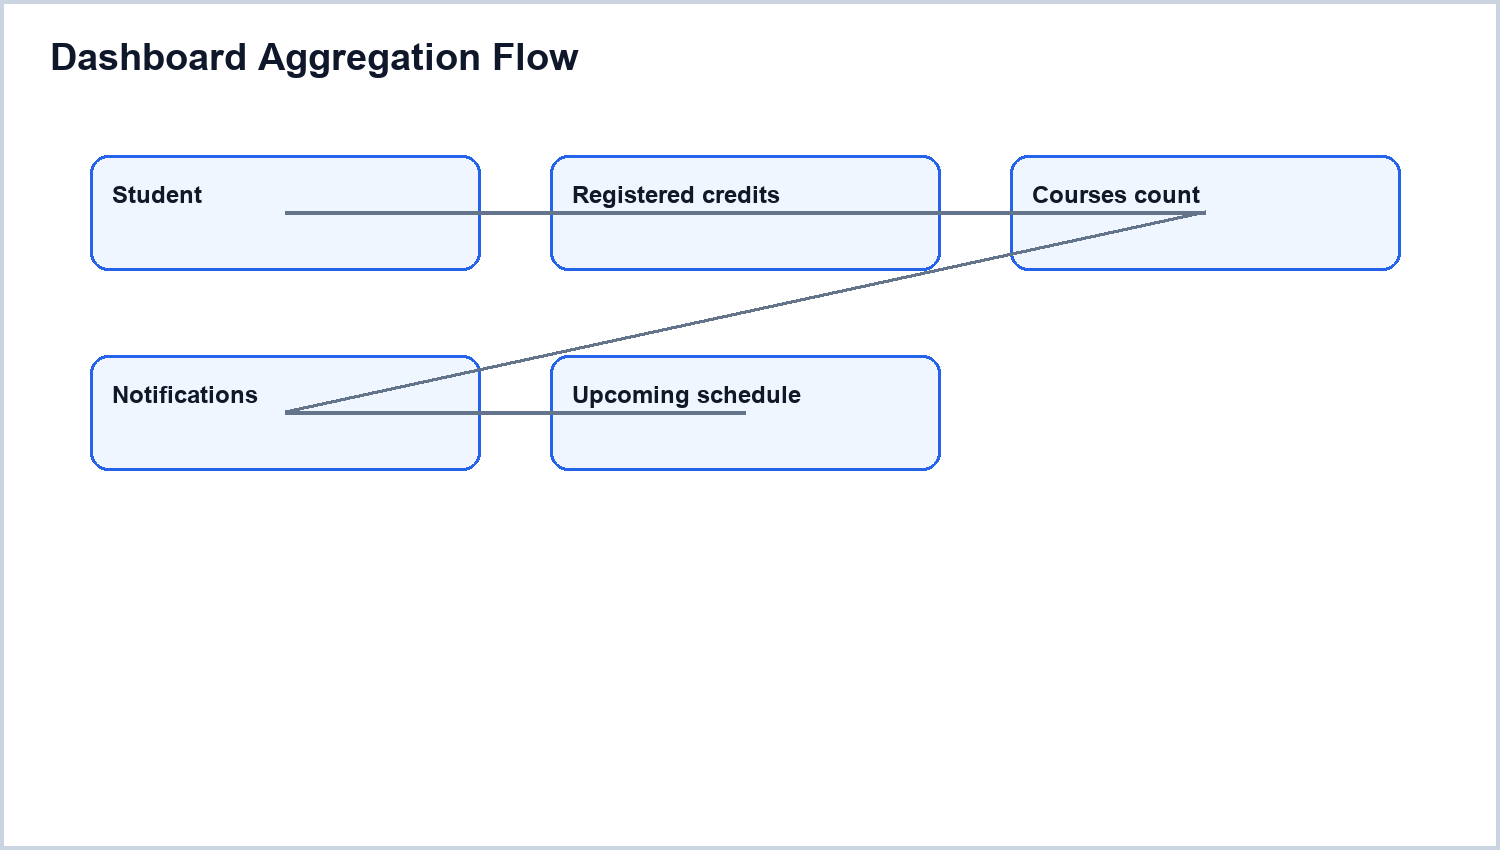 Dashboard Aggregation Flow
Student
Registered credits
Courses count
Notifications
Upcoming schedule